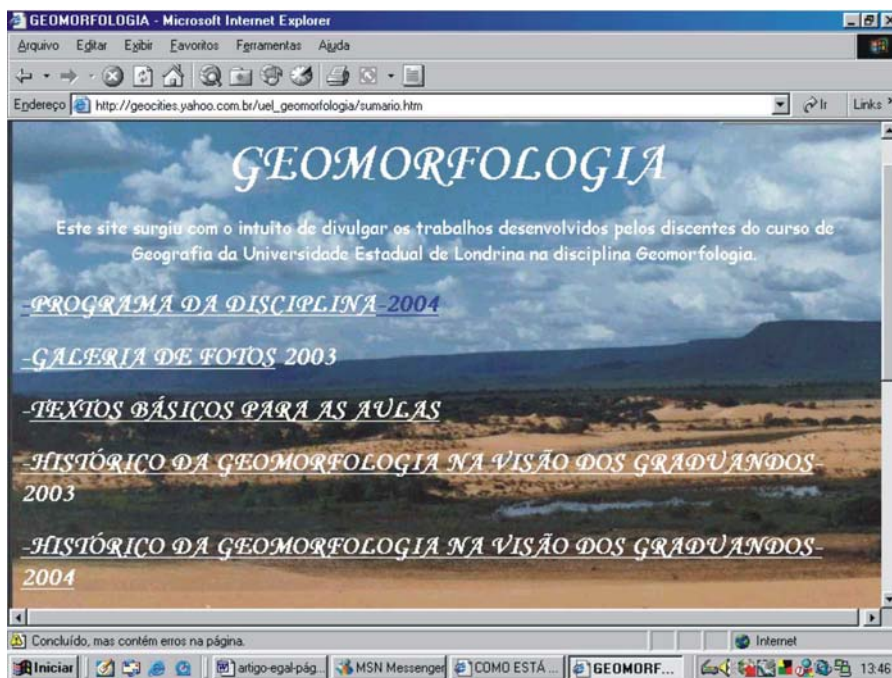 GEOMORFOLOGIA - Microsoft Internet Explorer
Arquivo Editar Exibir Favoritos Ferramentas Ajuda
Endereço http://geocities.yahoo.com.br/uel_geomorfologia/sumario.htm Ir Links
GEOMORFOLOGIA
Este site surgiu com o intuito de divulgar os trabalhos desenvolvidos pelos discentes do curso de
Geografia da Universidade Estadual de Londrina na disciplina Geomorfologia.
-PROGRAMA DA DISCIPLINA-2004
-GALERIA DE FOTOS 2003
-TEXTOS BÁSICOS PARA AS AULAS
-HISTÓRICO DA GEOMORFOLOGIA NA VISÃO DOS GRADUANDOS-
2003
-HISTÓRICO DA GEOMORFOLOGIA NA VISÃO DOS GRADUANDOS-
2004
Concluído, mas contém erros na página. Internet
Iniciar artigo-egal-pág... MSN Messenger COMO ESTÁ ... GEOMORF... 13:46